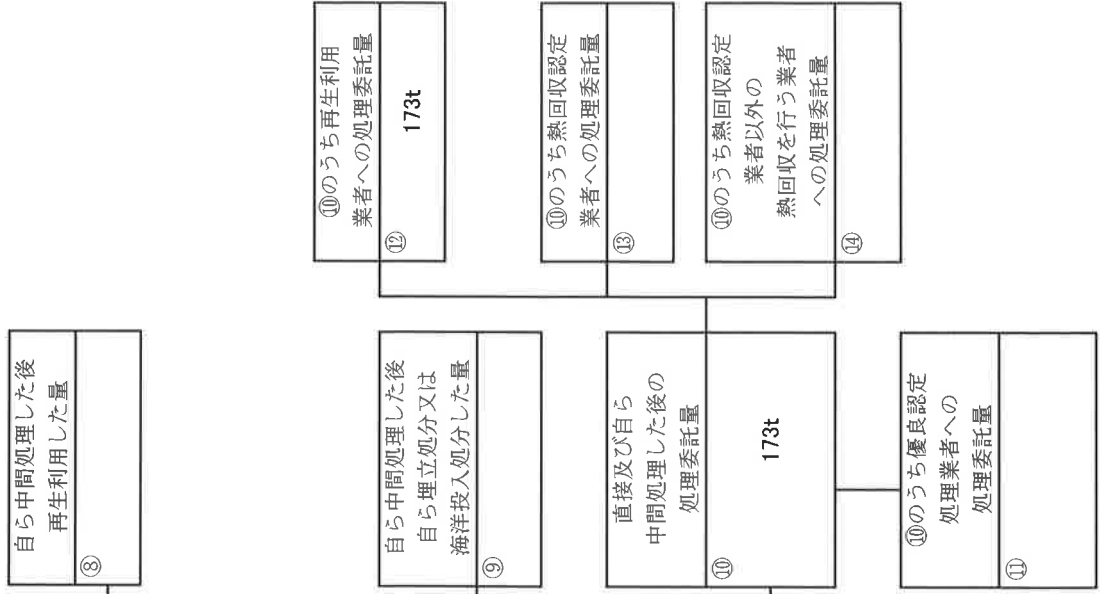 自ら中間処理した後
再生利用した量
⑧
自ら中間処理した後
自ら埋立処分又は
海洋投入処分した量
⑨
直接及び自ら
中間処理した後の
処理委託量
⑩
173t
⑩のうち優良認定
処理業者への
処理委託量
⑪
⑩のうち再生利用
業者への処理委託量
⑫
173t
⑩のうち熱回収認定
業者への処理委託量
⑬
⑩のうち熱回収認定
業者以外の
熱回収を行う業者
への処理委託量
⑭